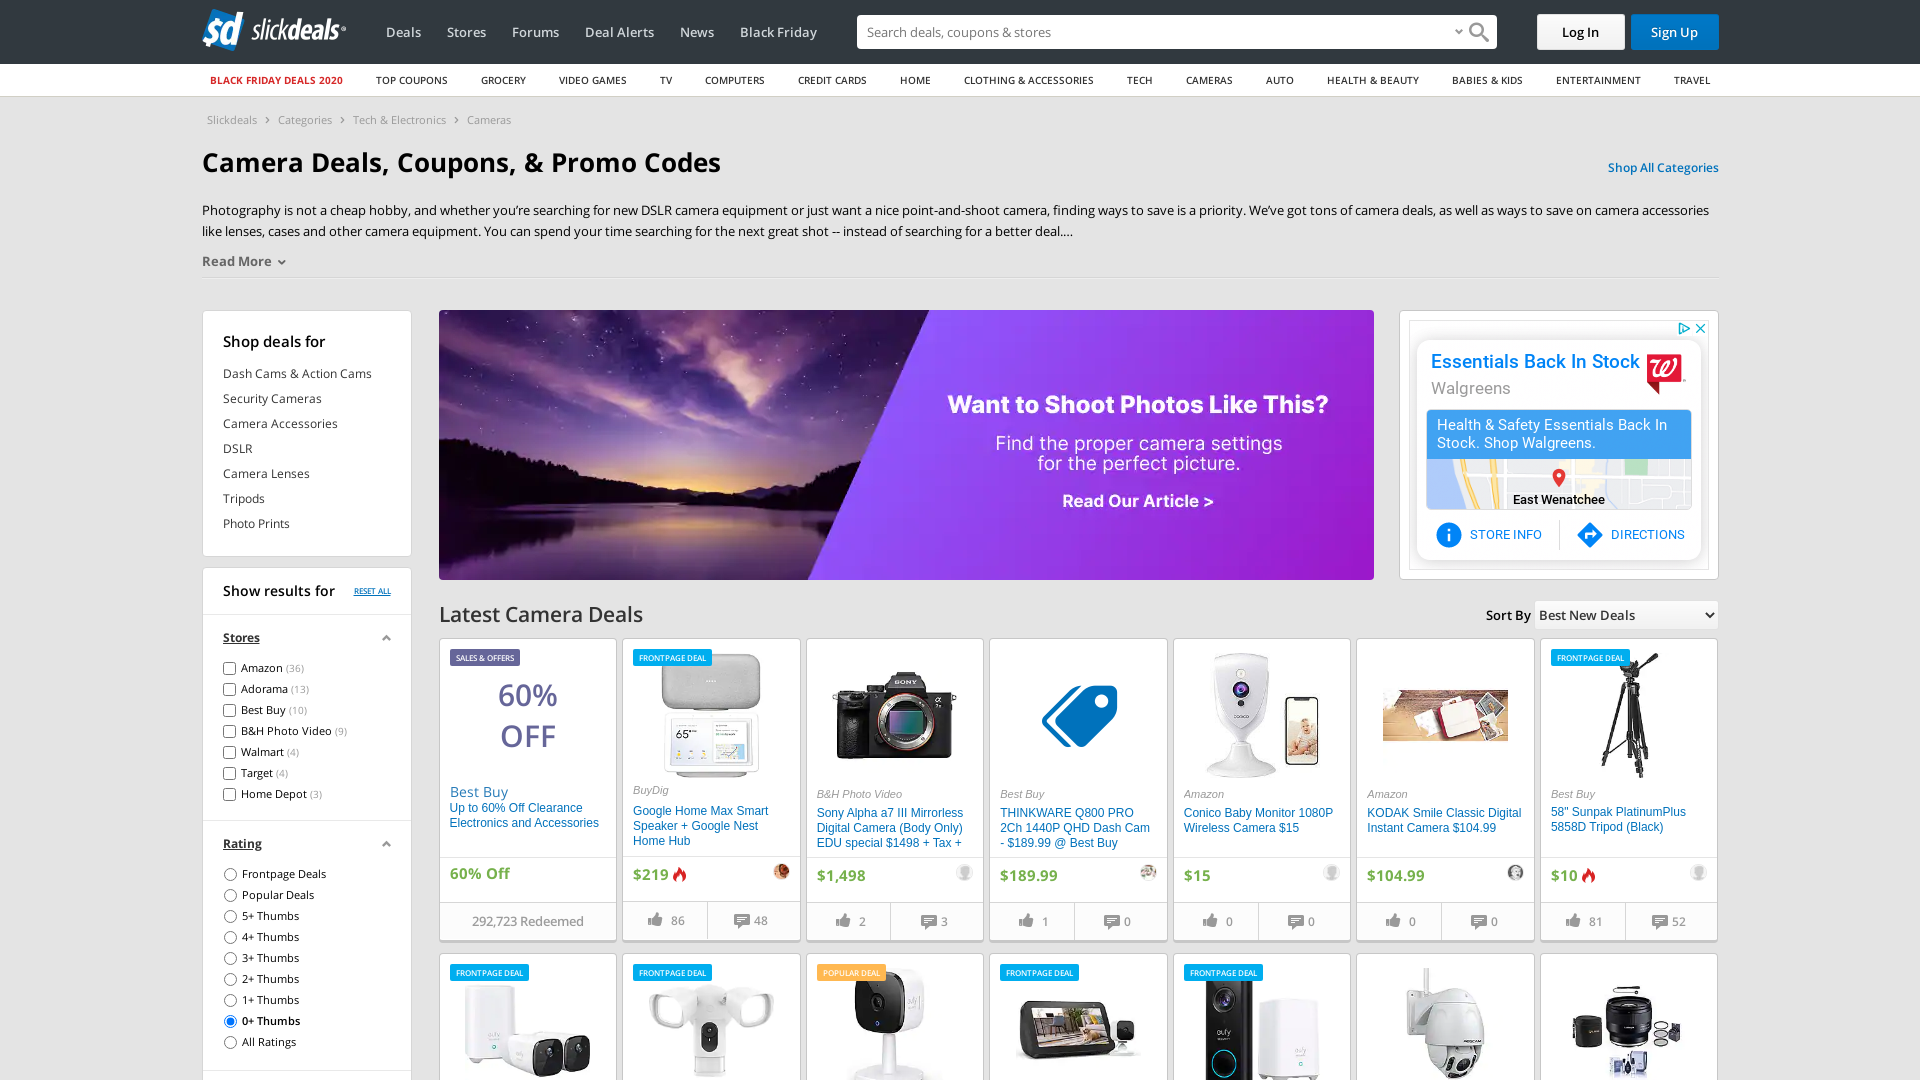 slickdeals
Deals
Stores
Forums
Deal Alerts
News
Black Friday
Search deals, coupons & stores
Log In
Sign Up
BLACK FRIDAY DEALS 2020
TOP COUPONS
GROCERY
VIDEO GAMES
TV
COMPUTERS
CREDIT CARDS
HOME
CLOTHING & ACCESSORIES
TECH
CAMERAS
AUTO
HEALTH & BEAUTY
BABIES & KIDS
ENTERTAINMENT
TRAVEL
Slickdeals > Categories > Tech & Electronics > Cameras
Camera Deals, Coupons, & Promo Codes
Shop All Categories
Photography is not a cheap hobby, and whether you’re searching for new DSLR camera equipment or just want a nice point-and-shoot camera, finding ways to save is a priority. We’ve got tons of camera deals, as well as ways to save on camera accessories
like lenses, cases and other camera equipment. You can spend your time searching for the next great shot -- instead of searching for a better deal.…
Read More
Shop deals for
Dash Cams & Action Cams
Security Cameras
Camera Accessories
DSLR
Camera Lenses
Tripods
Photo Prints
Show results for
RESET ALL
Stores
Amazon (36)
Adorama (13)
Best Buy (10)
B&H Photo Video (9)
Walmart (4)
Target (4)
Home Depot (3)
Rating
Frontpage Deals
Popular Deals
5+ Thumbs
4+ Thumbs
3+ Thumbs
2+ Thumbs
1+ Thumbs
0+ Thumbs
All Ratings
Want to Shoot Photos Like This?
Find the proper camera settings
for the perfect picture.
Read Our Article >
Essentials Back In Stock
Walgreens
Health & Safety Essentials Back In
Stock. Shop Walgreens.
East Wenatchee
STORE INFO
DIRECTIONS
Latest Camera Deals
Sort By
Best New Deals
SALES & OFFERS
60%
OFF
Best Buy
Up to 60% Off Clearance
Electronics and Accessories
60% Off
292,723 Redeemed
FRONTPAGE DEAL
65°
BuyDig
Google Home Max Smart
Speaker + Google Nest
Home Hub
$219
86
48
SONY
B&H Photo Video
Sony Alpha a7 III Mirrorless
Digital Camera (Body Only)
EDU special $1498 + Tax +
$1,498
2
3
Best Buy
THINKWARE Q800 PRO
2Ch 1440P QHD Dash Cam
- $189.99 @ Best Buy
$189.99
1
0
conico
Amazon
Conico Baby Monitor 1080P
Wireless Camera $15
$15
0
0
Amazon
KODAK Smile Classic Digital
Instant Camera $104.99
$104.99
0
0
FRONTPAGE DEAL
Best Buy
58" Sunpak PlatinumPlus
5858D Tripod (Black)
$10
81
52
FRONTPAGE DEAL
FRONTPAGE DEAL
POPULAR DEAL
FRONTPAGE DEAL
FRONTPAGE DEAL
eufy